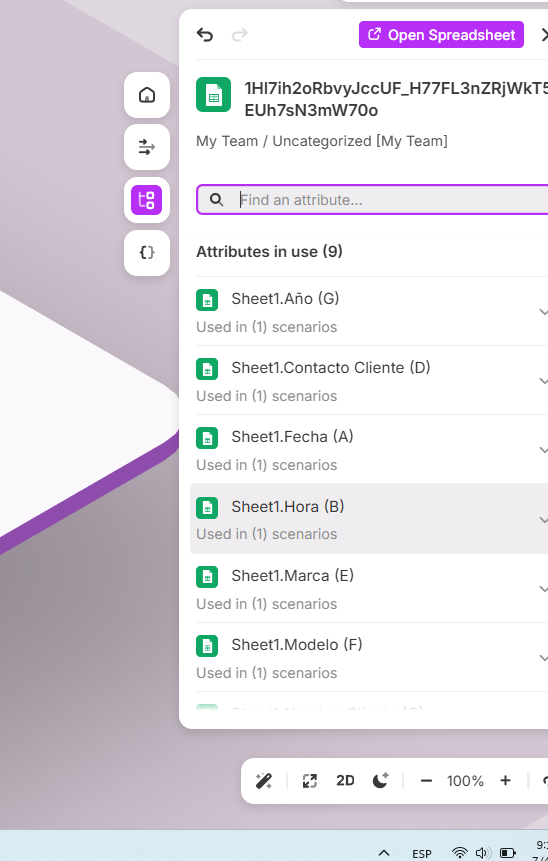 Open Spreadsheet
1HI7ih2oRbvyJccUF_H77FL3nZRjWkT5
EUh7sN3mW70o
My Team / Uncategorized [My Team]
Find an attribute...
Attributes in use (9)
Sheet1.Año (G)
Used in (1) scenarios
Sheet1.Contacto Cliente (D)
Used in (1) scenarios
Sheet1.Fecha (A)
Used in (1) scenarios
Sheet1.Hora (B)
Used in (1) scenarios
Sheet1.Marca (E)
Used in (1) scenarios
Sheet1.Modelo (F)
Used in (1) scenarios
2D
100%
ESP